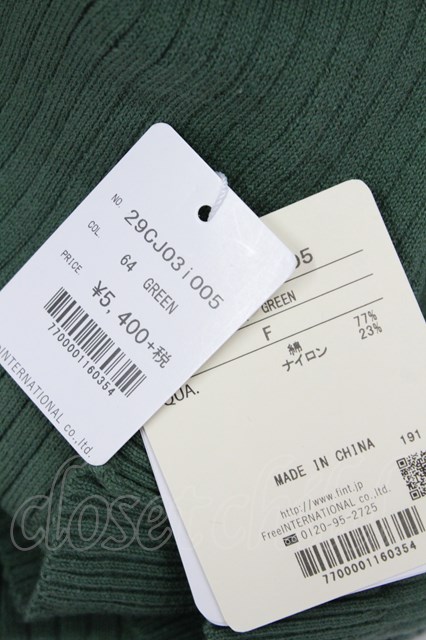 NO. 29CJ03i005
COL 64 GREEN
PRICE ¥5,400+税
7700001160354
INTERNATIONAL co.,ltd.
05
GREEN
F
綿 77%
ナイロン 23%
QUA.
MADE IN CHINA 191
http://www.fint.jp
FreeINTERNATIONAL co.,ltd.
0120-95-2725
7700001160354